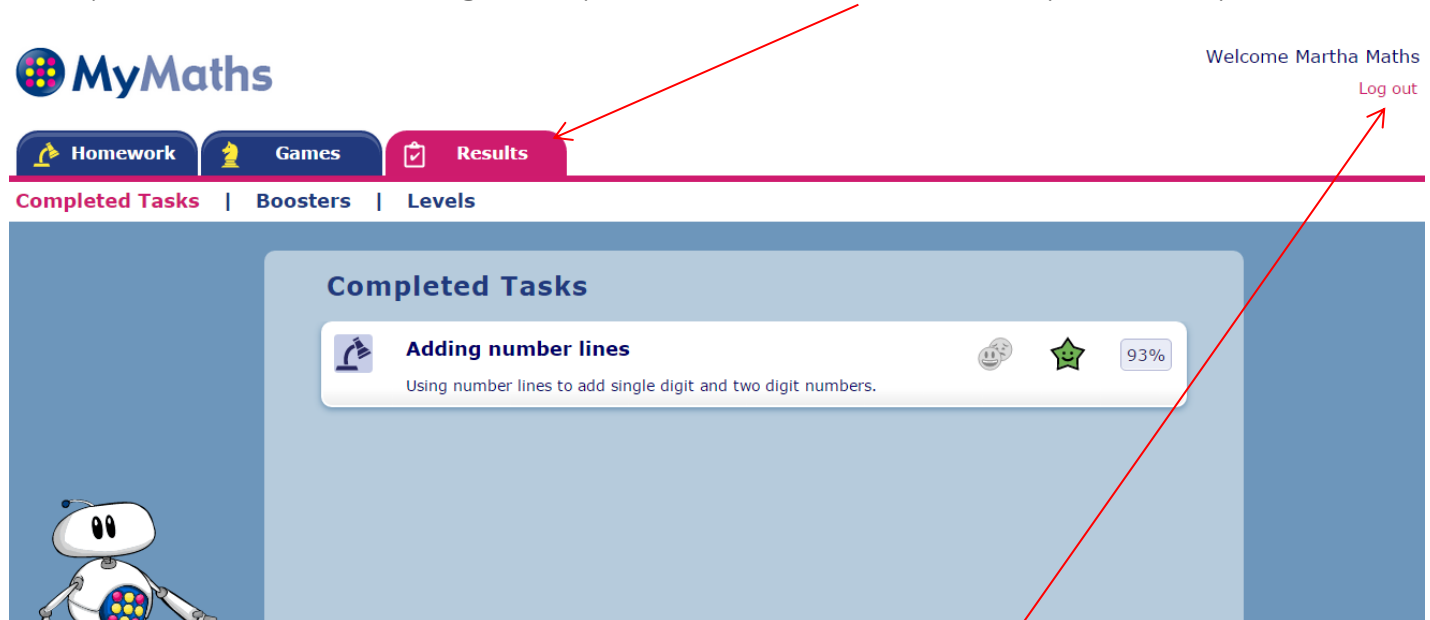 MyMaths
Welcome Martha Maths
Log out
Homework Games Results
Completed Tasks | Boosters | Levels
Completed Tasks
Adding number lines
93%
Using number lines to add single digit and two digit numbers.